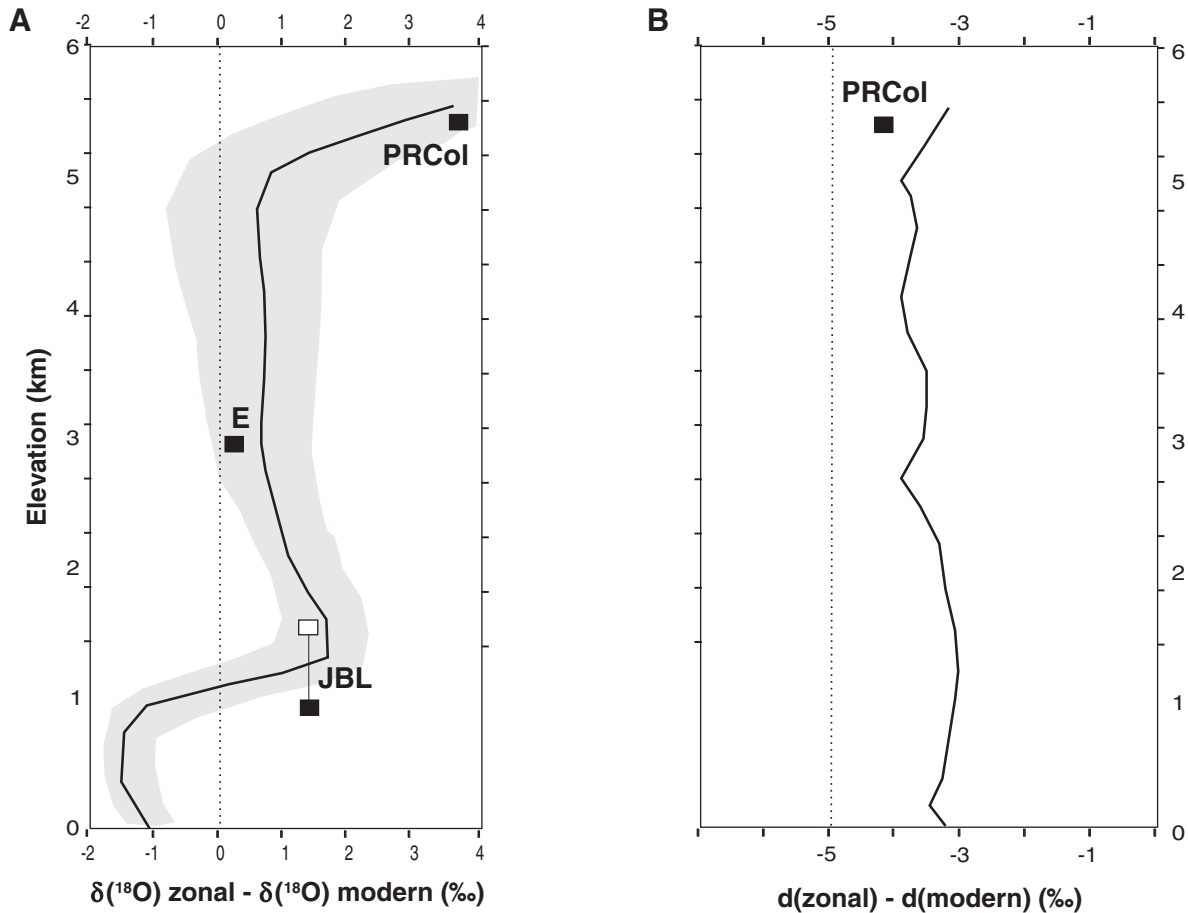 A
-2 -1 0 1 2 3 4
6
5
4
3
2
1
0
Elevation (km)
PRCol
E
JBL
-2 -1 0 1 2 3 4
δ(¹⁸O) zonal - δ(¹⁸O) modern (‰)
B
-5 -3 -1
PRCol
6
5
4
3
2
1
0
-5 -3 -1
d(zonal) - d(modern) (‰)